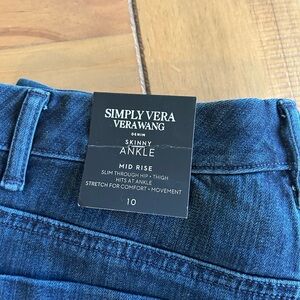 SIMPLY VERA
VERA WANG
DENIM
SKINNY
ANKLE
MID RISE
SLIM THROUGH HIP + THIGH
HITS AT ANKLE
STRETCH FOR COMFORT + MOVEMENT
10